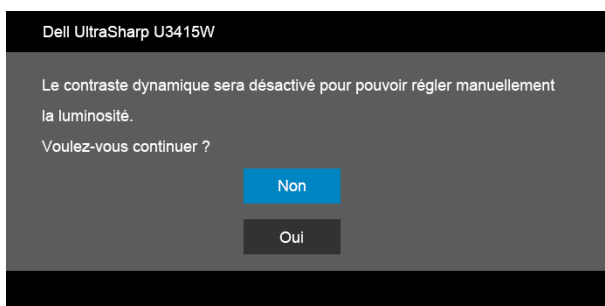 Dell UltraSharp U3415W
Le contraste dynamique sera désactivé pour pouvoir régler manuellement
la luminosité.
Voulez-vous continuer ?
Non
Oui